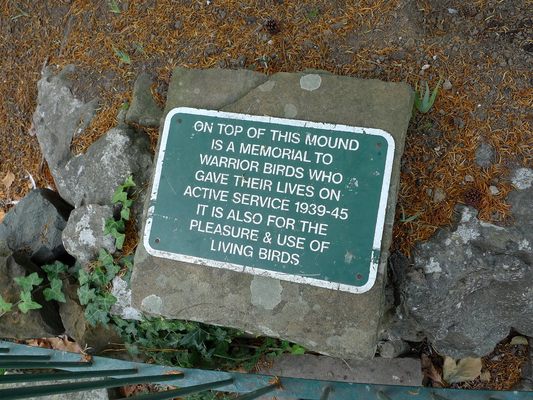 ON TOP OF THIS MOUND
IS A MEMORIAL TO
WARRIOR BIRDS WHO
GAVE THEIR LIVES ON
ACTIVE SERVICE 1939-45
IT IS ALSO FOR THE
PLEASURE & USE OF
LIVING BIRDS